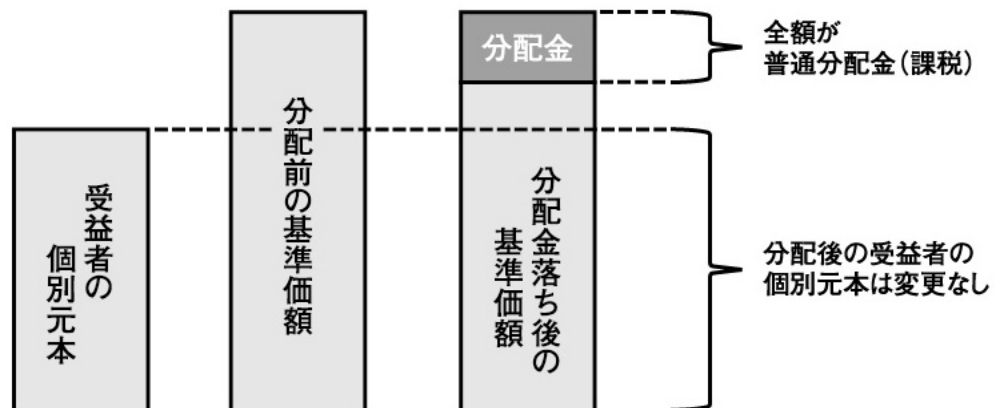 受益者の
個別元本
分配前の基準価額
分配金
分配金落ち後の
基準価額
全額が
普通分配金(課税)
分配後の受益者の
個別元本は変更なし